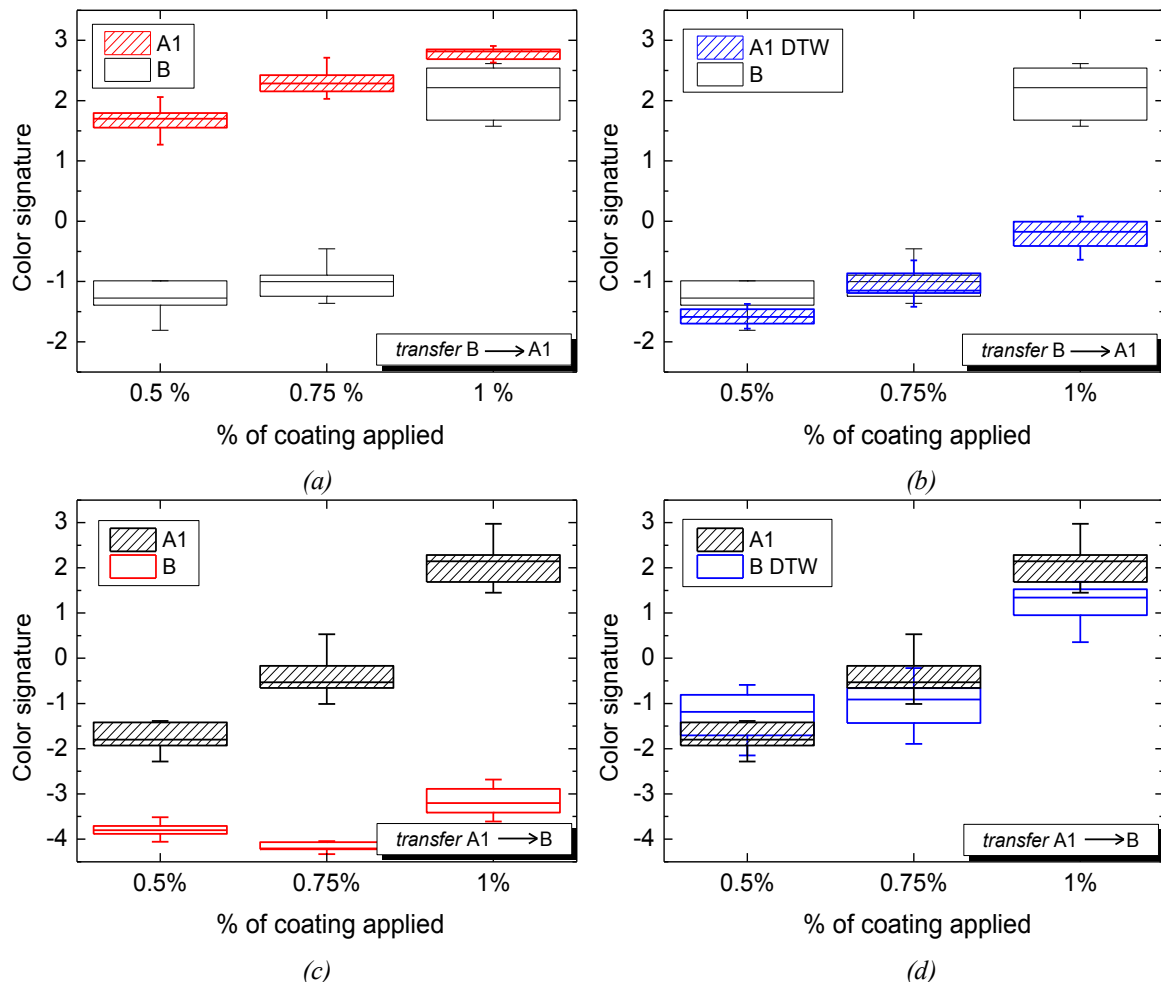 A1
B
3
2
1
0
-1
-2
Color signature
transfer B → A1
0.5 %
0.75 %
1 %
% of coating applied
(a)
A1 DTW
B
3
2
1
0
-1
-2
Color signature
transfer B → A1
0.5%
0.75%
1%
% of coating applied
(b)
A1
B
3
2
1
0
-1
-2
-3
-4
Color signature
transfer A1 → B
0.5%
0.75%
1%
% of coating applied
(c)
A1
B DTW
3
2
1
0
-1
-2
-3
-4
Color signature
transfer A1 → B
0.5%
0.75%
1%
% of coating applied
(d)